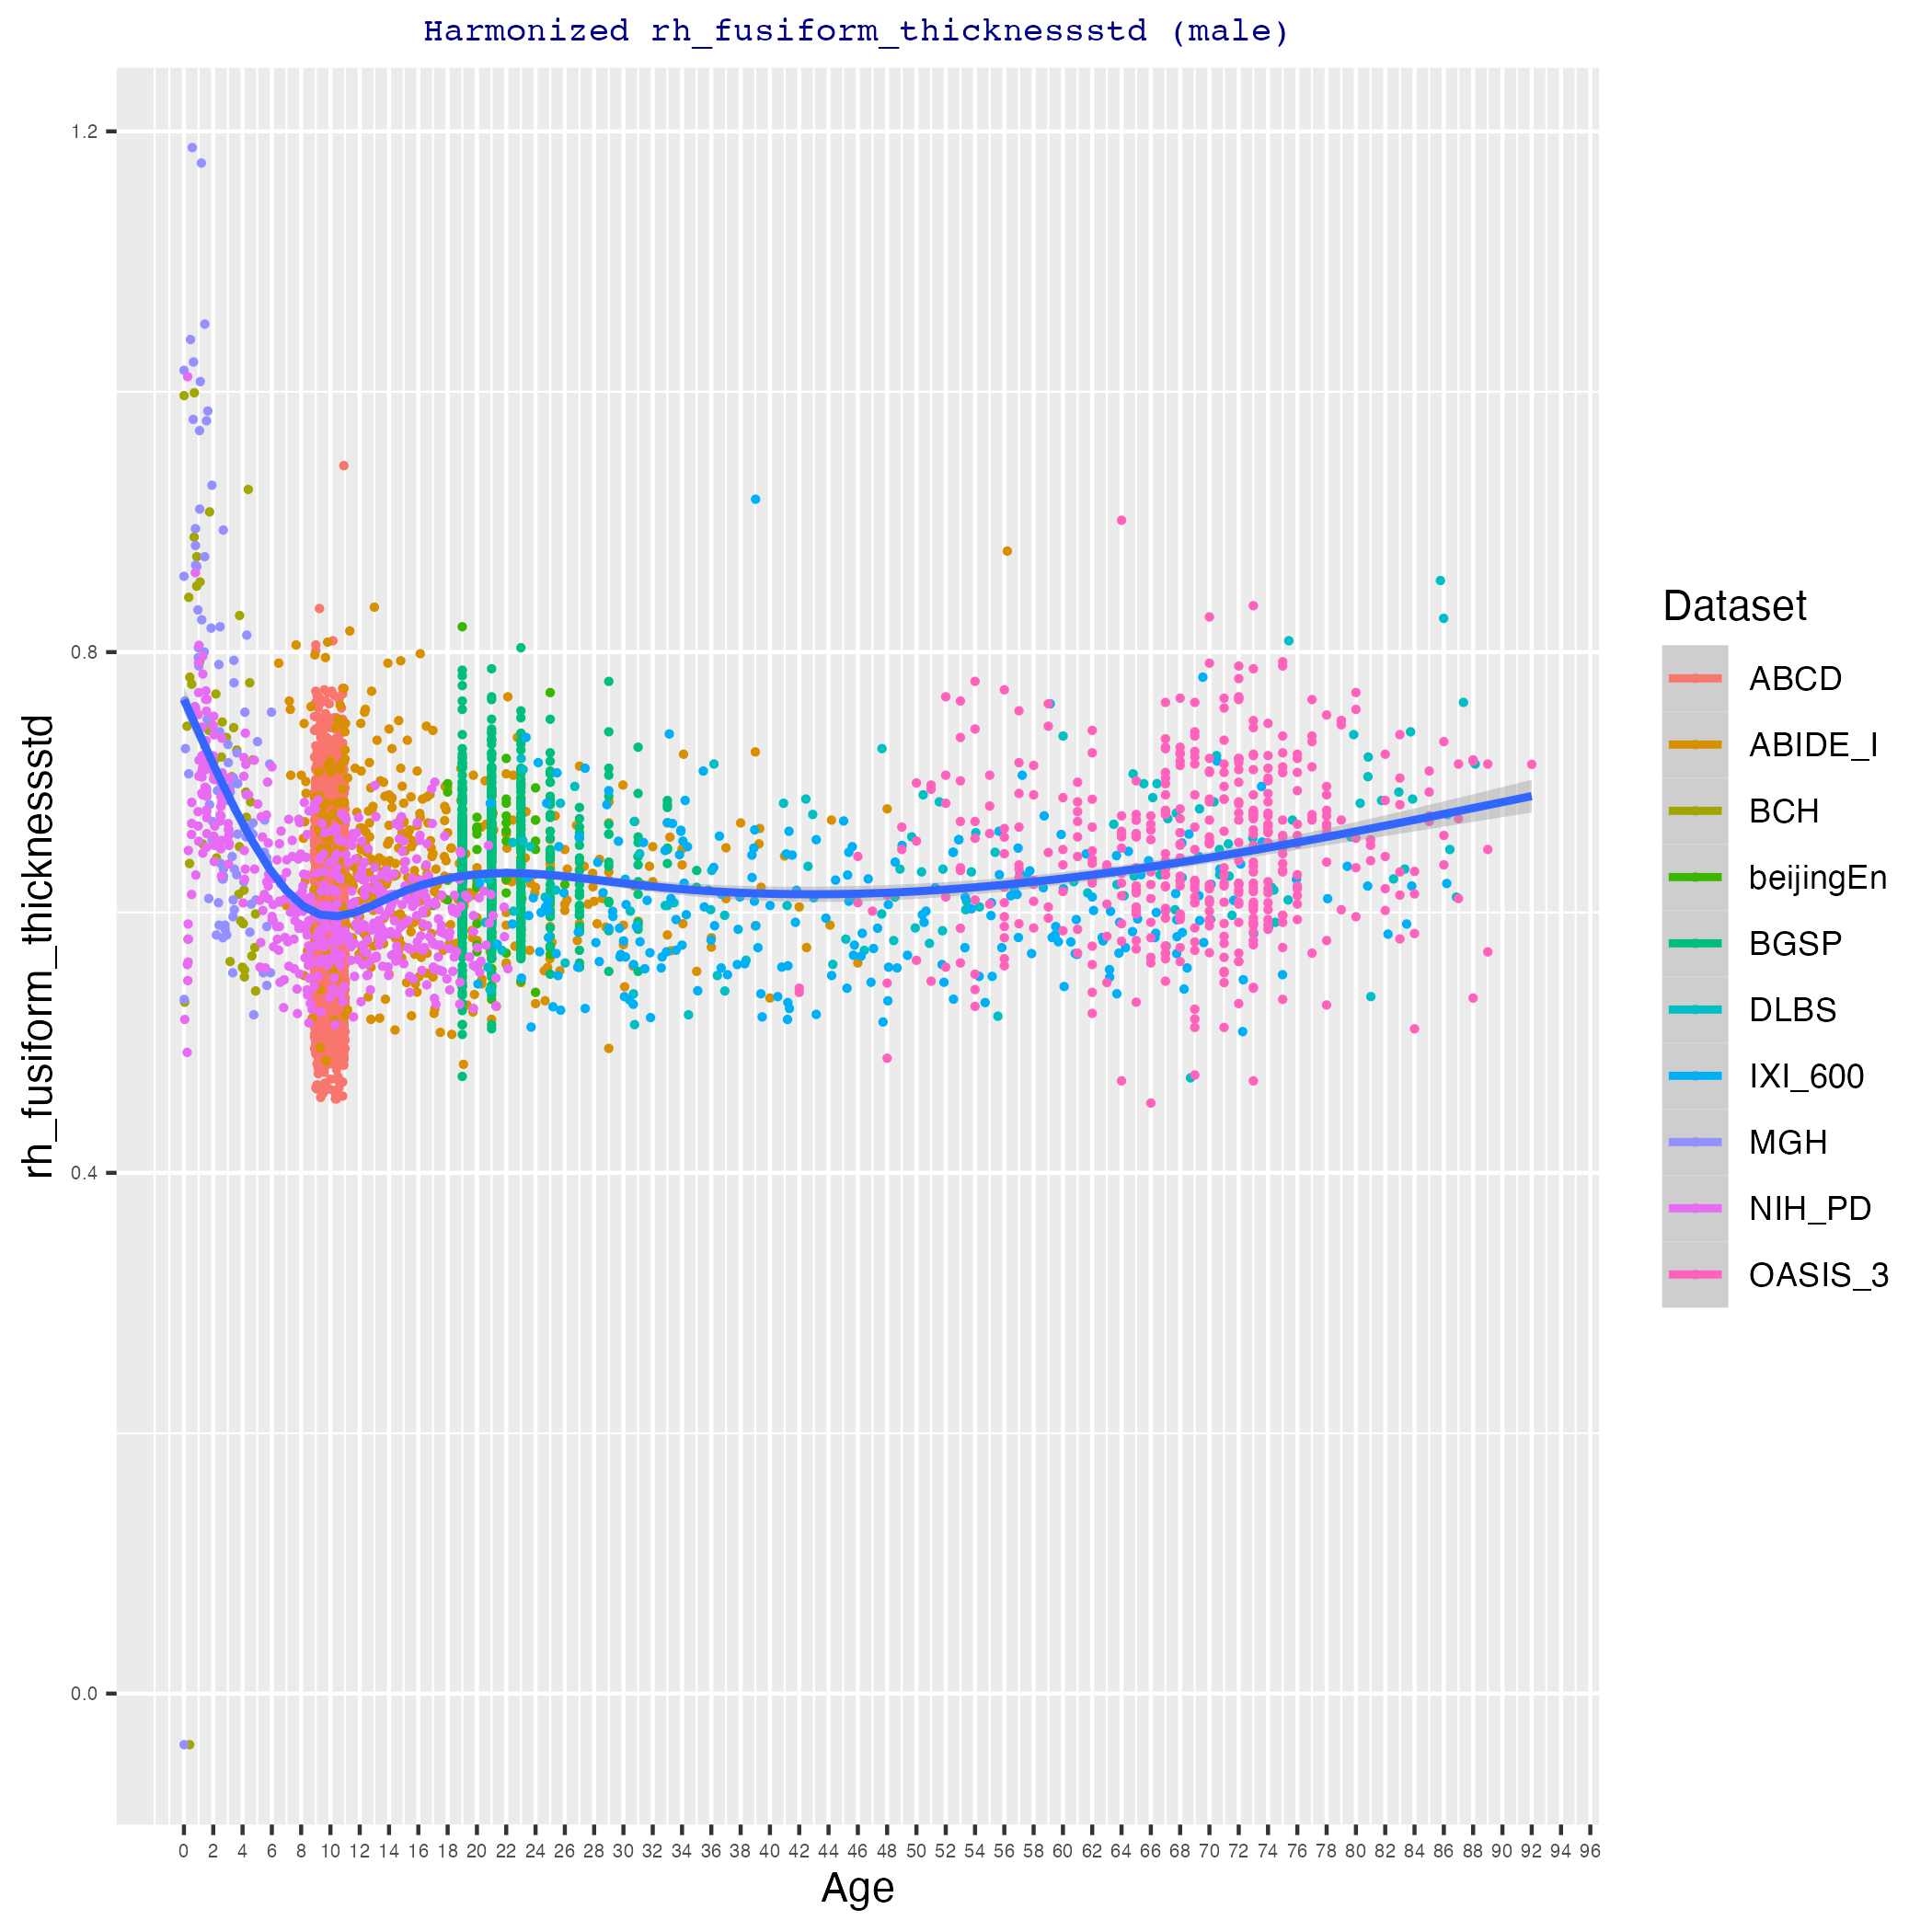 Harmonized rh_fusiform_thicknessstd (male)
rh_fusiform_thicknessstd
1.2
0.8
0.4
0.0
0 2 4 6 8 10 12 14 16 18 20 22 24 26 28 30 32 34 36 38 40 42 44 46 48 50 52 54 56 58 60 62 64 66 68 70 72 74 76 78 80 82 84 86 88 90 92 94 96
Age
Dataset
ABCD
ABIDE_I
BCH
beijingEn
BGSP
DLBS
IXI_600
MGH
NIH_PD
OASIS_3